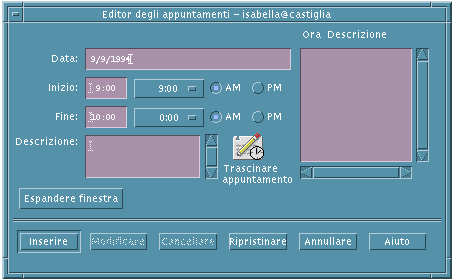 Editor degli appuntamenti - isabella@castiglia
Ora Descrizione
Data: 9/9/1994
Inizio: 9:00 9:00 AM PM
Fine: 10:00 0:00 AM PM
Descrizione:
Trascinare
appuntamento
Espandere finestra
Inserire Modificare Cancellare Ripristinare Annullare Aiuto